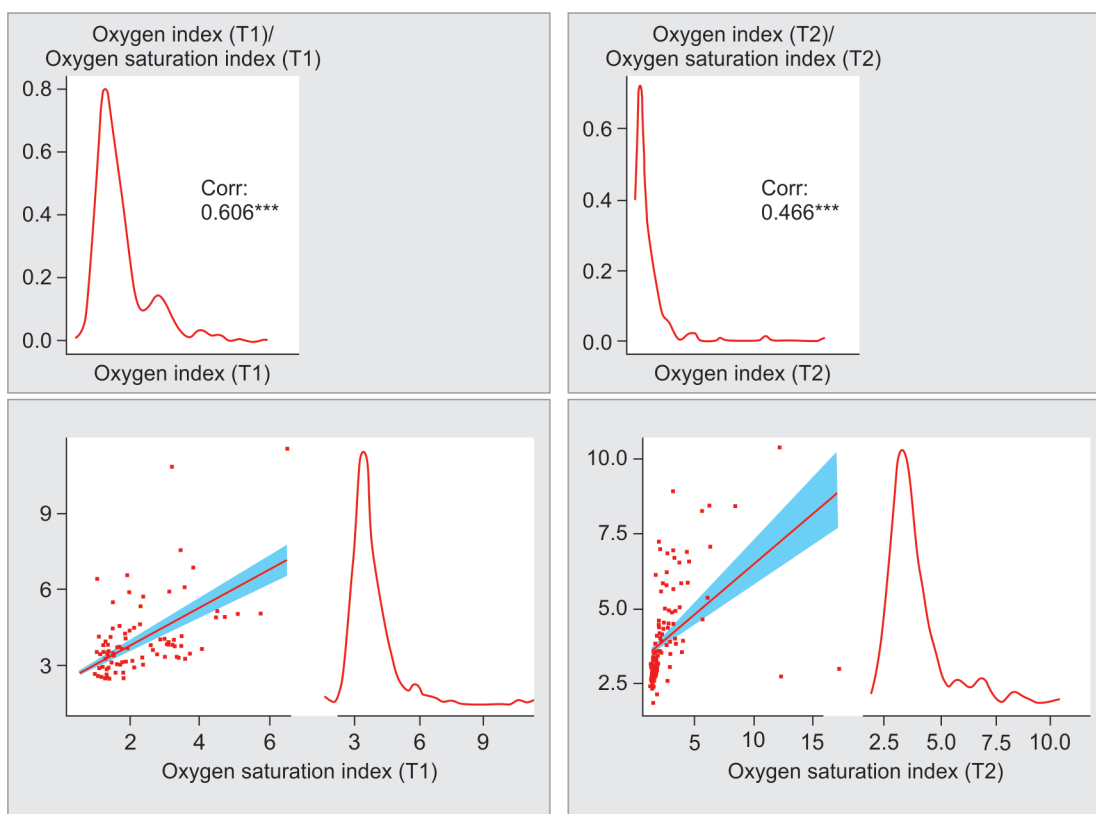 Oxygen index (T1)/
Oxygen saturation index (T1)
0.8
0.6
0.4
0.2
0.0
Corr:
0.606***
Oxygen index (T1)
Oxygen index (T2)/
Oxygen saturation index (T2)
0.6
0.4
0.2
0.0
Corr:
0.466***
Oxygen index (T2)
9
6
3
2 4 6 3 6 9
Oxygen saturation index (T1)
10.0
7.5
5.0
2.5
5 10 15 2.5 5.0 7.5 10.0
Oxygen saturation index (T2)